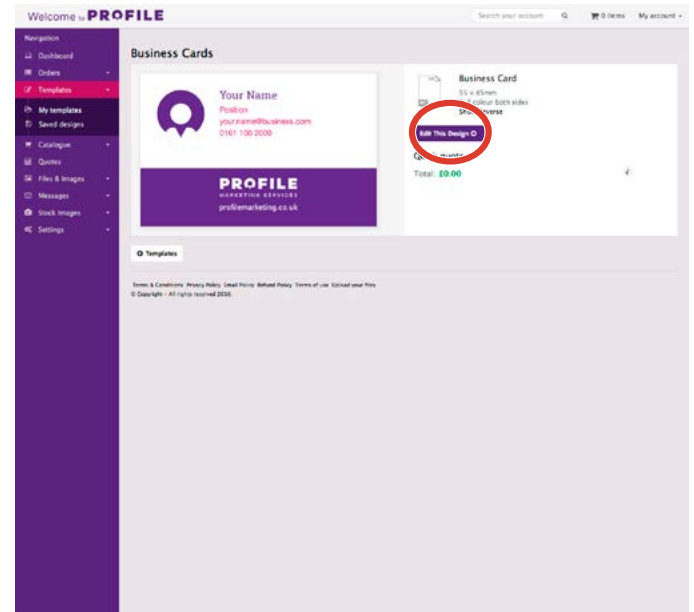 Welcome to PROFILE
Search your account
0 items
My account
Navigation
Dashboard
Orders
Templates
My templates
Saved designs
Catalogue
Quotes
Files & Images
Messages
Stock Images
Settings
Business Cards
Your Name
Position
your.name@business.com
0161 100 2000
PROFILE
MARKETING SERVICES
profilemarketing.co.uk
Business Card
55 x 85mm
colour both sides
Edit This Design
Total: £0.00
Templates
Terms & Conditions Privacy Policy Email Policy Refund Policy Terms of use Upload your files
© Copyright - All rights reserved 2016.